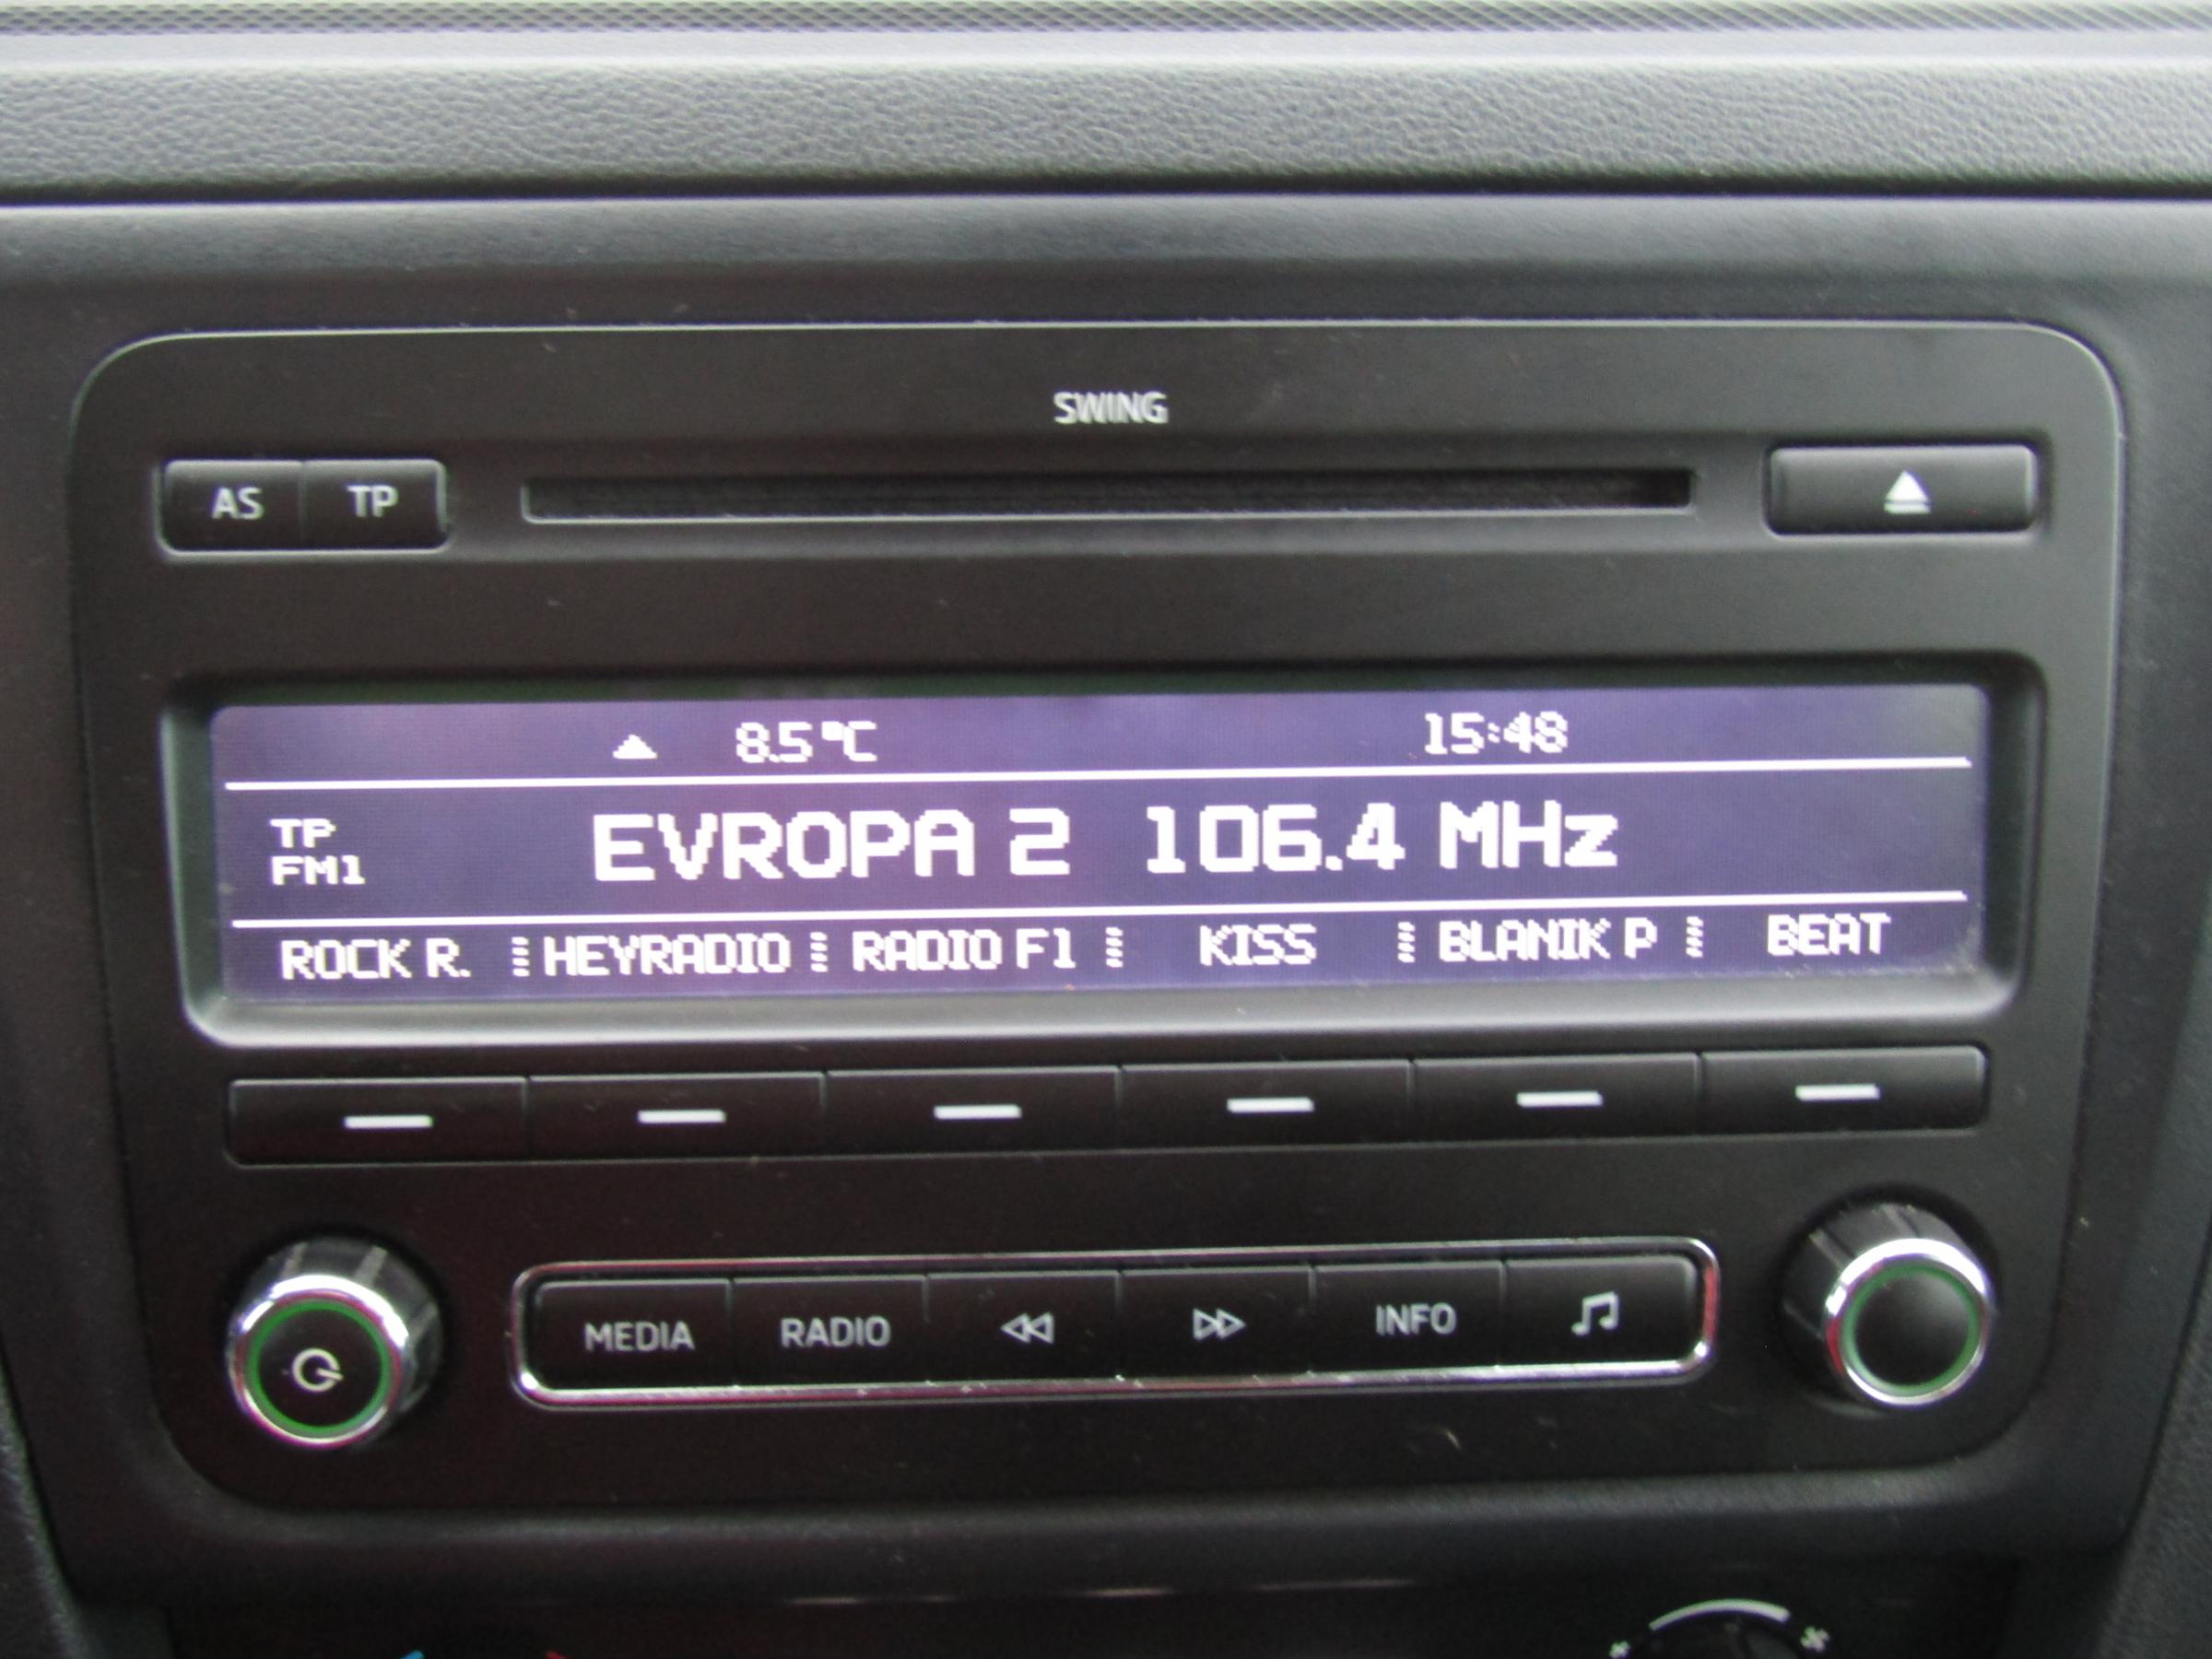 SWING
AS TP
8.5°C 15:48
TP
FM1
EVROPA 2 106.4 MHz
ROCK R. HEYRADIO RADIO F1 KISS BLANIK P BEAT
MEDIA RADIO INFO